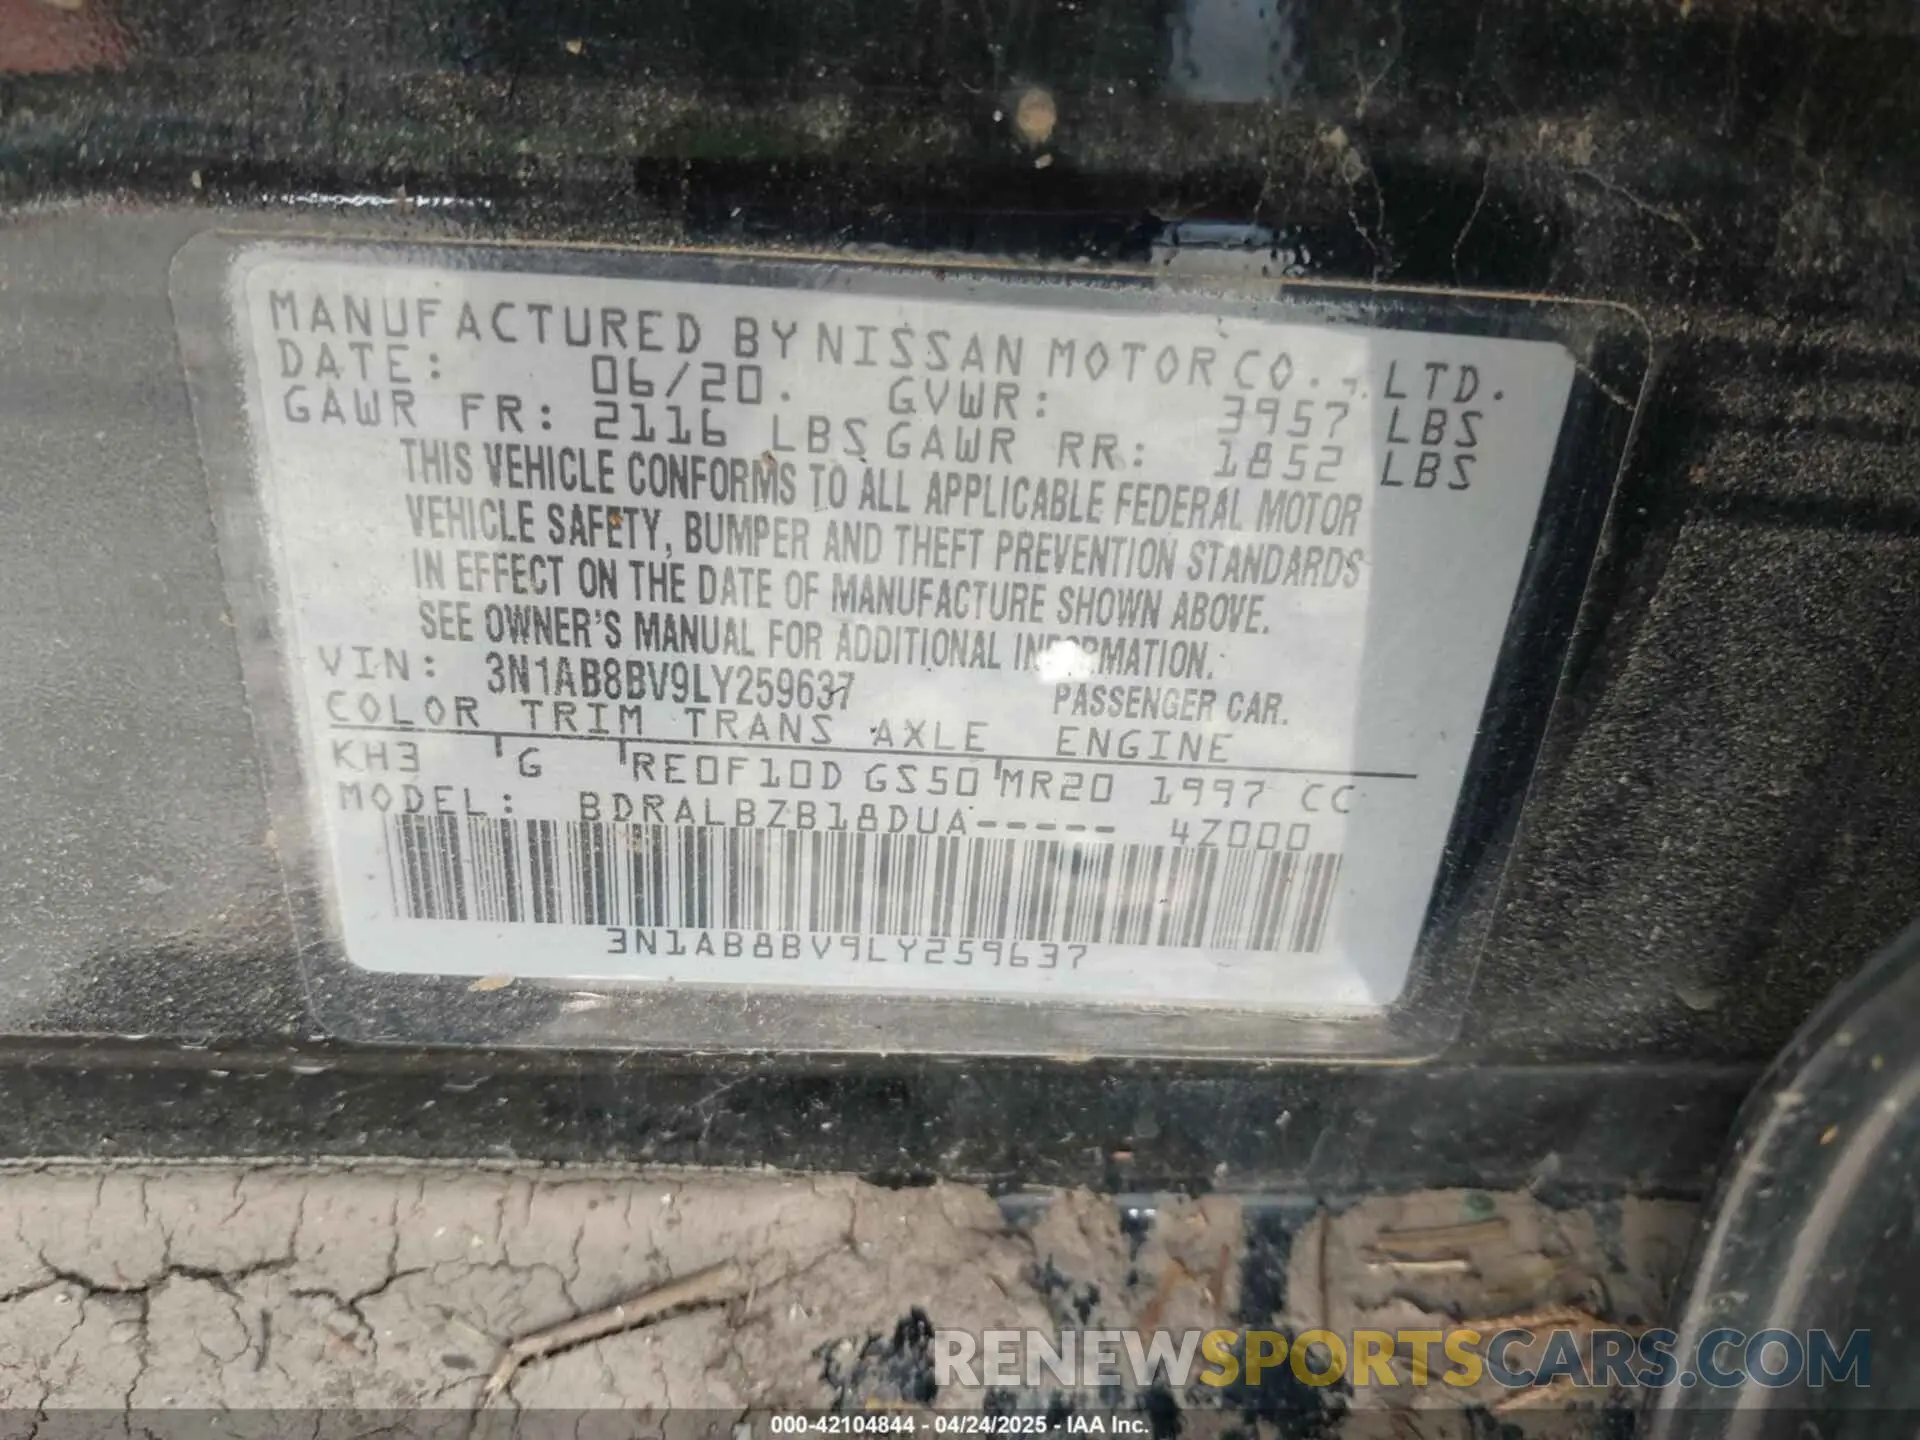 MANUFACTURED BY NISSAN MOTOR CO., LTD.
DATE: 06/20. GVWR: 3957 LBS
GAWR FR: 2116 LBS GAWR RR: 1852 LBS
THIS VEHICLE CONFORMS TO ALL APPLICABLE FEDERAL MOTOR
VEHICLE SAFETY, BUMPER AND THEFT PREVENTION STANDARDS
IN EFFECT ON THE DATE OF MANUFACTURE SHOWN ABOVE.
SEE OWNER'S MANUAL FOR ADDITIONAL INFORMATION.
VIN: 3N1AB8BV9LY259637 PASSENGER CAR.
COLOR TRIM TRANS AXLE ENGINE
KH3 G RE0F10D GS50 MR20 1997 CC
MODEL: BDRALBZB18DUA----- 4Z000
3N1AB8BV9LY259637
RENEWSPORTSCARS.COM
000-42104844 - 04/24/2025 - IAA Inc.